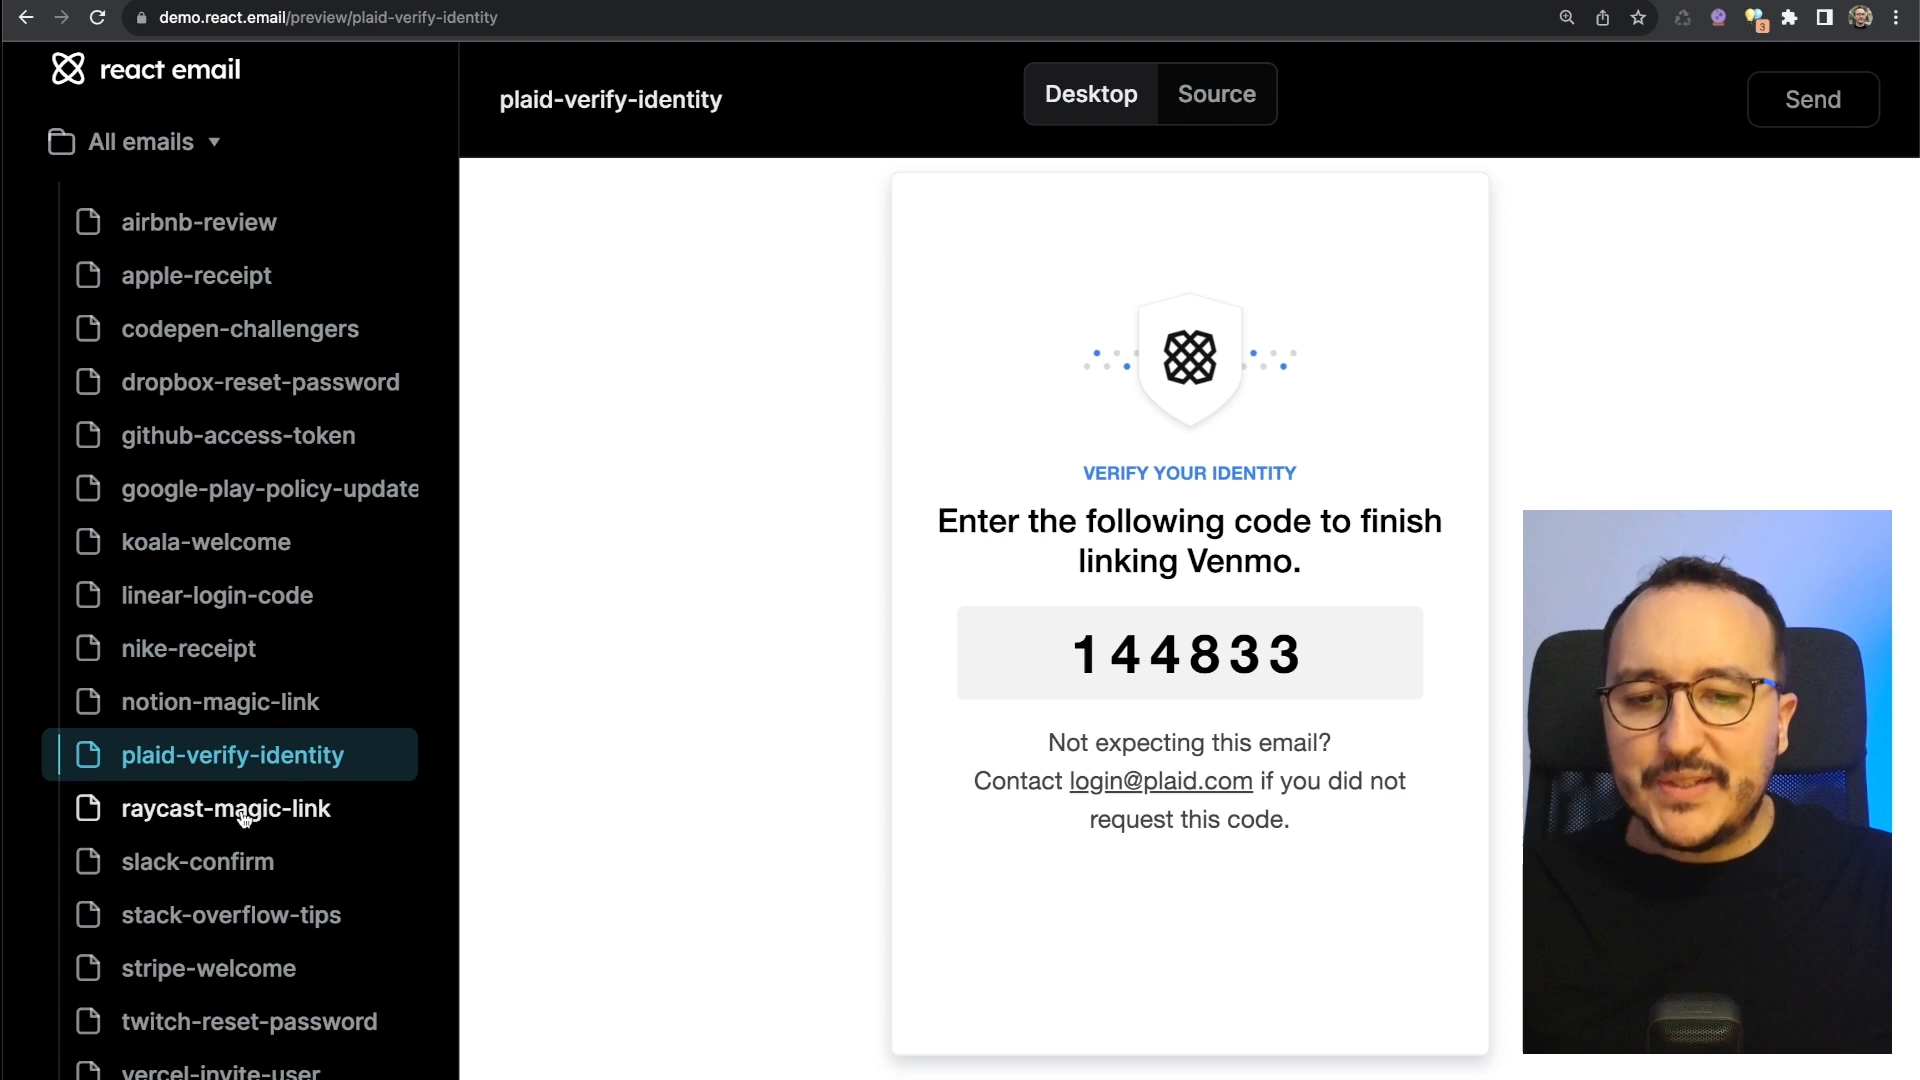 demo.react.email/preview/plaid-verify-identity
3
react email
All emails
airbnb-review
apple-receipt
codepen-challengers
dropbox-reset-password
github-access-token
google-play-policy-update
koala-welcome
linear-login-code
nike-receipt
notion-magic-link
plaid-verify-identity
raycast-magic-link
slack-confirm
stack-overflow-tips
stripe-welcome
twitch-reset-password
vercel-invite-user
plaid-verify-identity
Desktop
Source
Send
VERIFY YOUR IDENTITY
Enter the following code to finish
linking Venmo.
144833
Not expecting this email?
Contact login@plaid.com if you did not
request this code.